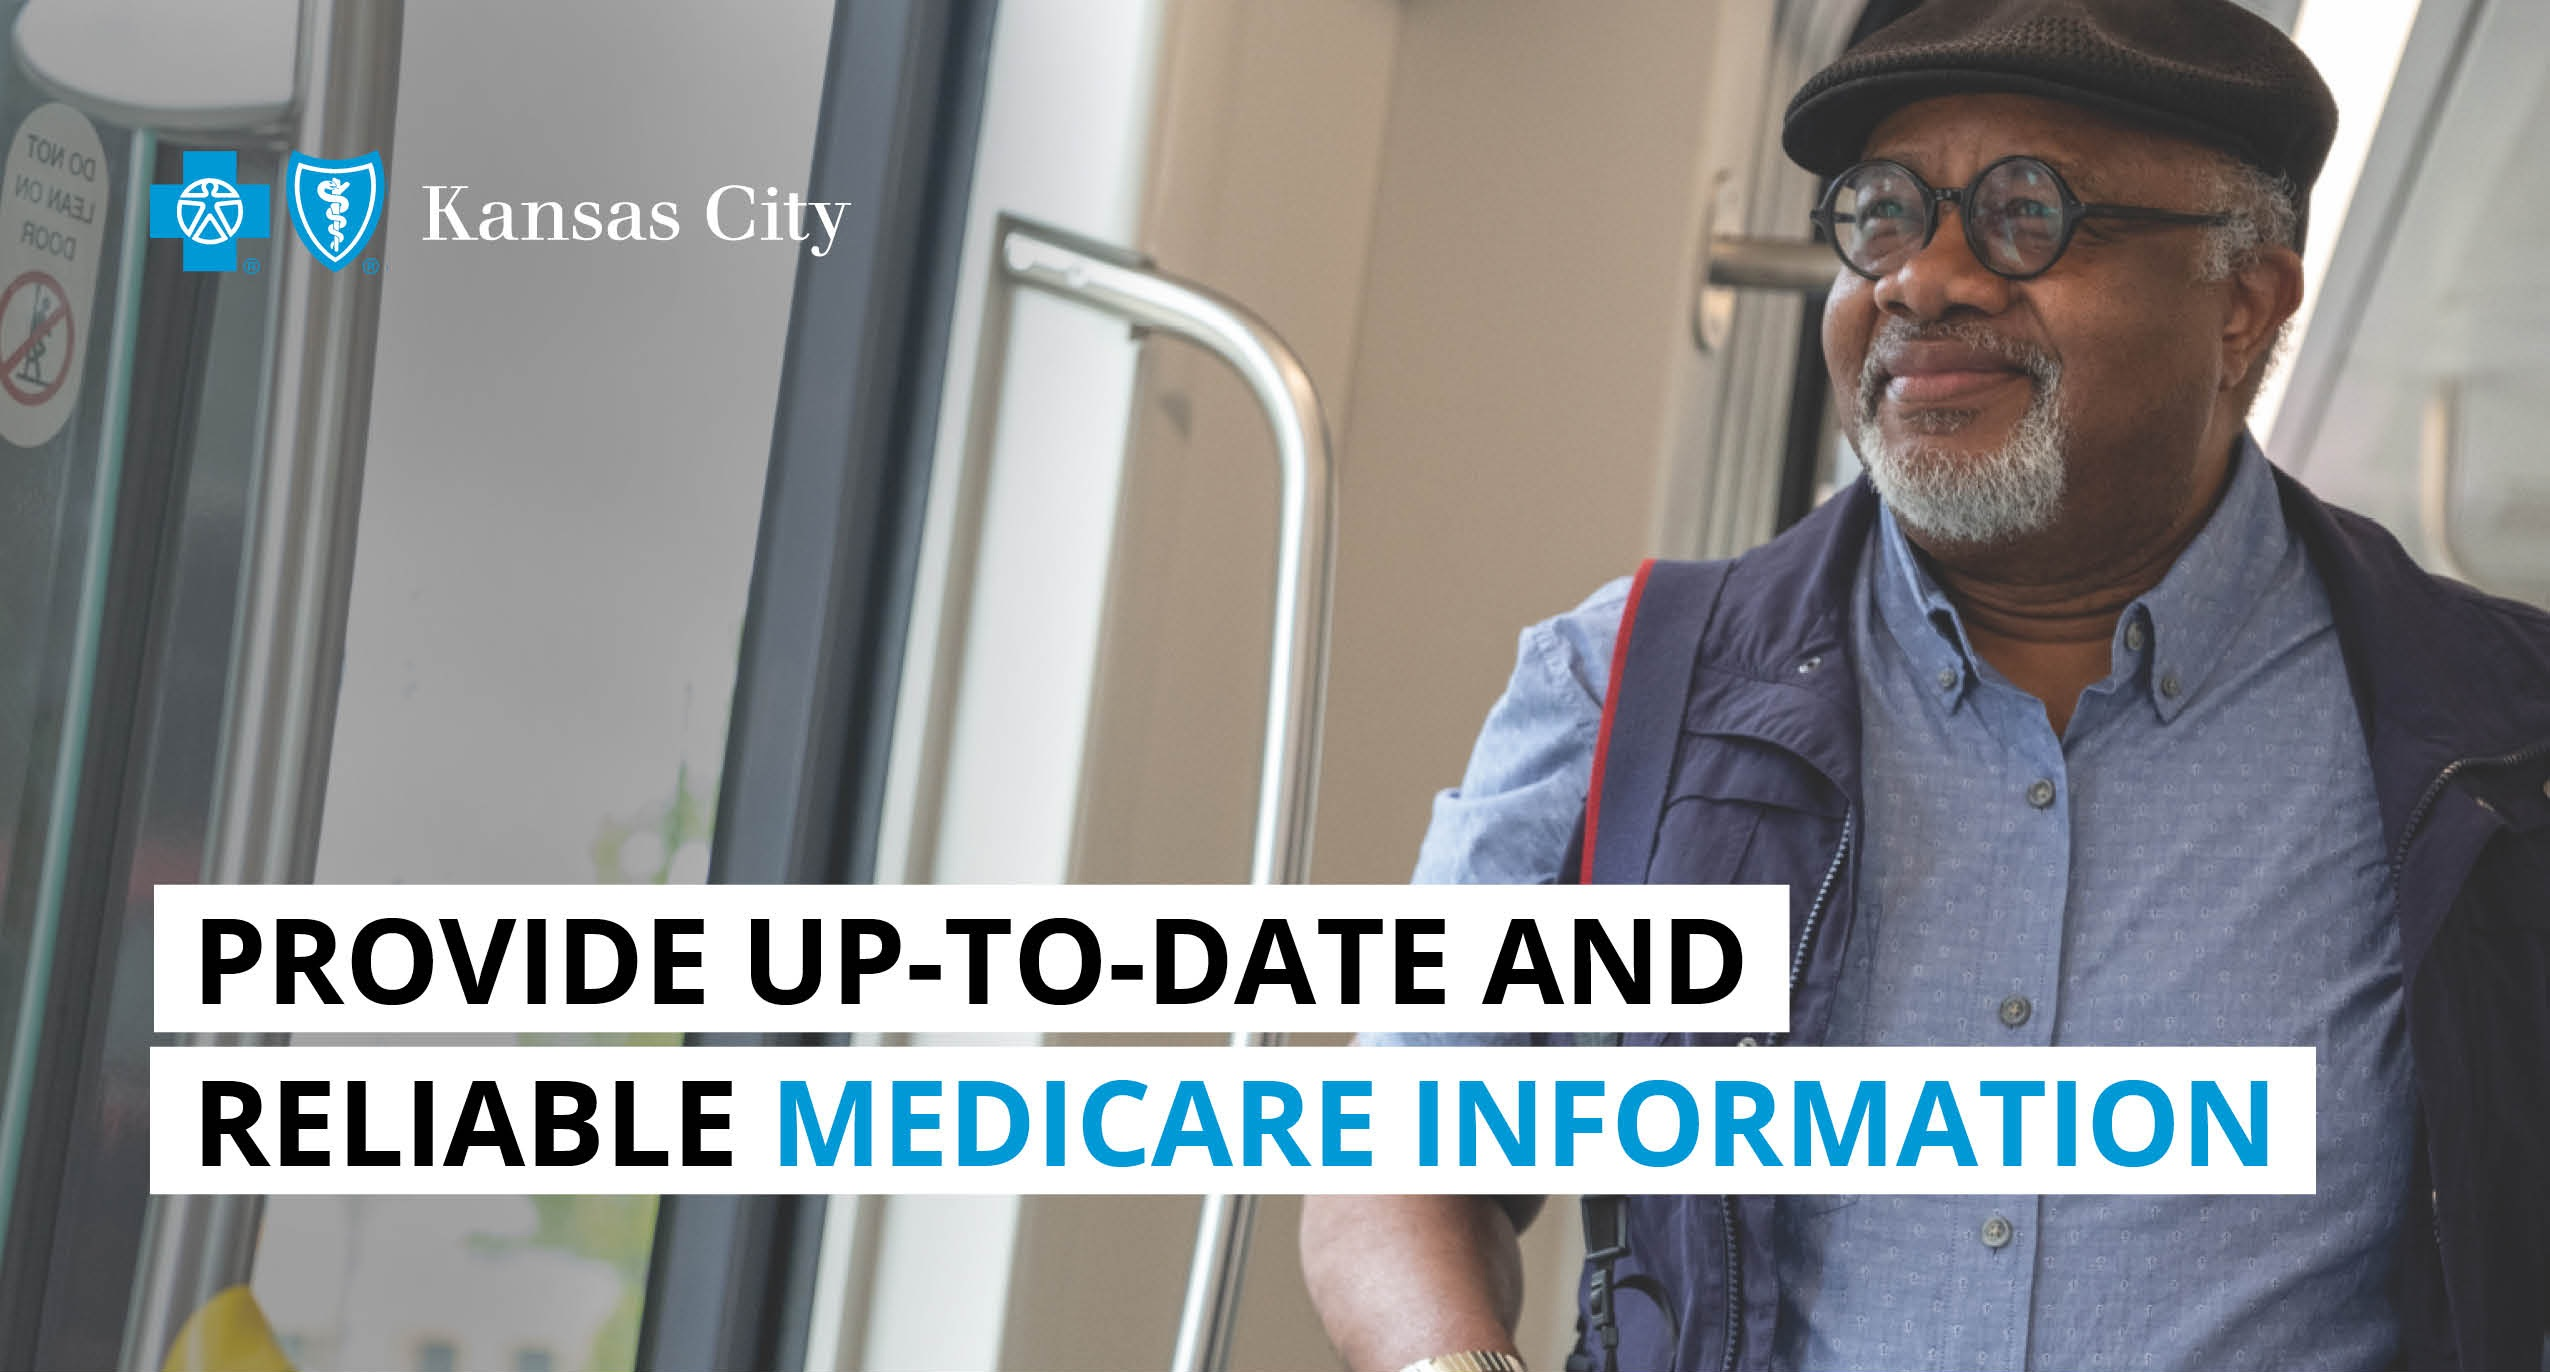 DO NOT
LEAN ON
DOOR
® ® Kansas City
PROVIDE UP-TO-DATE AND
RELIABLE MEDICARE INFORMATION